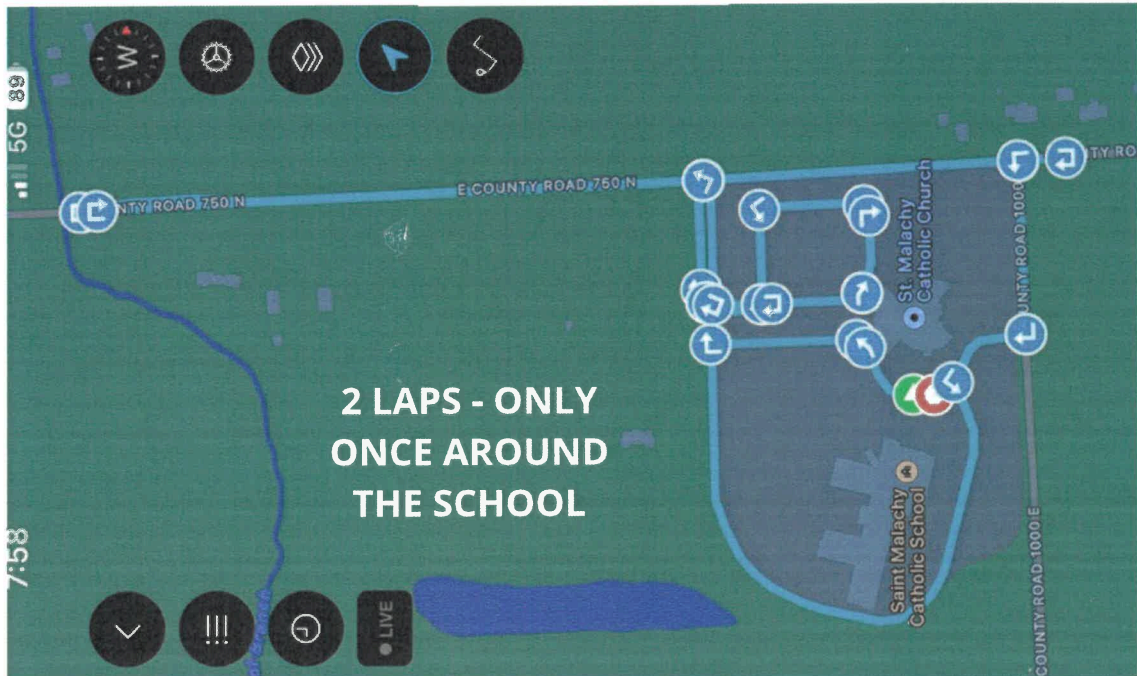 7:58
5G 89
W
LIVE
NTY ROAD 750 N
E COUNTY ROAD 750 N
TY RO
UNTY ROAD 1000
COUNTY ROAD 1000 E
St. Malachy
Catholic Church
Saint Malachy
Catholic School
2 LAPS - ONLY
ONCE AROUND
THE SCHOOL